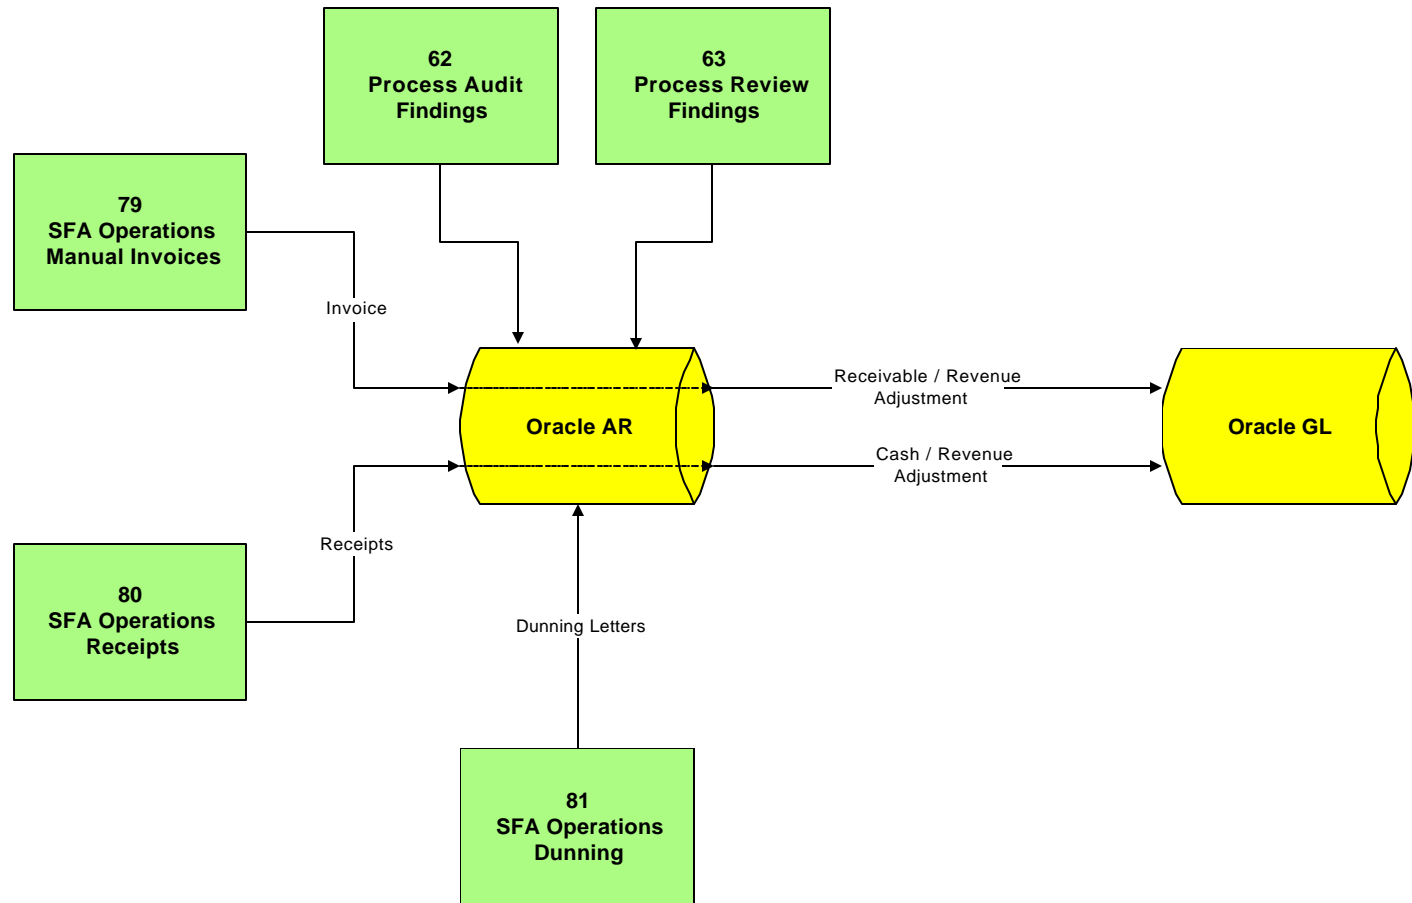 62
Process Audit
Findings
63
Process Review
Findings
79
SFA Operations
Manual Invoices
Invoice
Oracle AR
Receivable / Revenue
Adjustment
Oracle GL
Cash / Revenue
Adjustment
Receipts
80
SFA Operations
Receipts
Dunning Letters
81
SFA Operations
Dunning